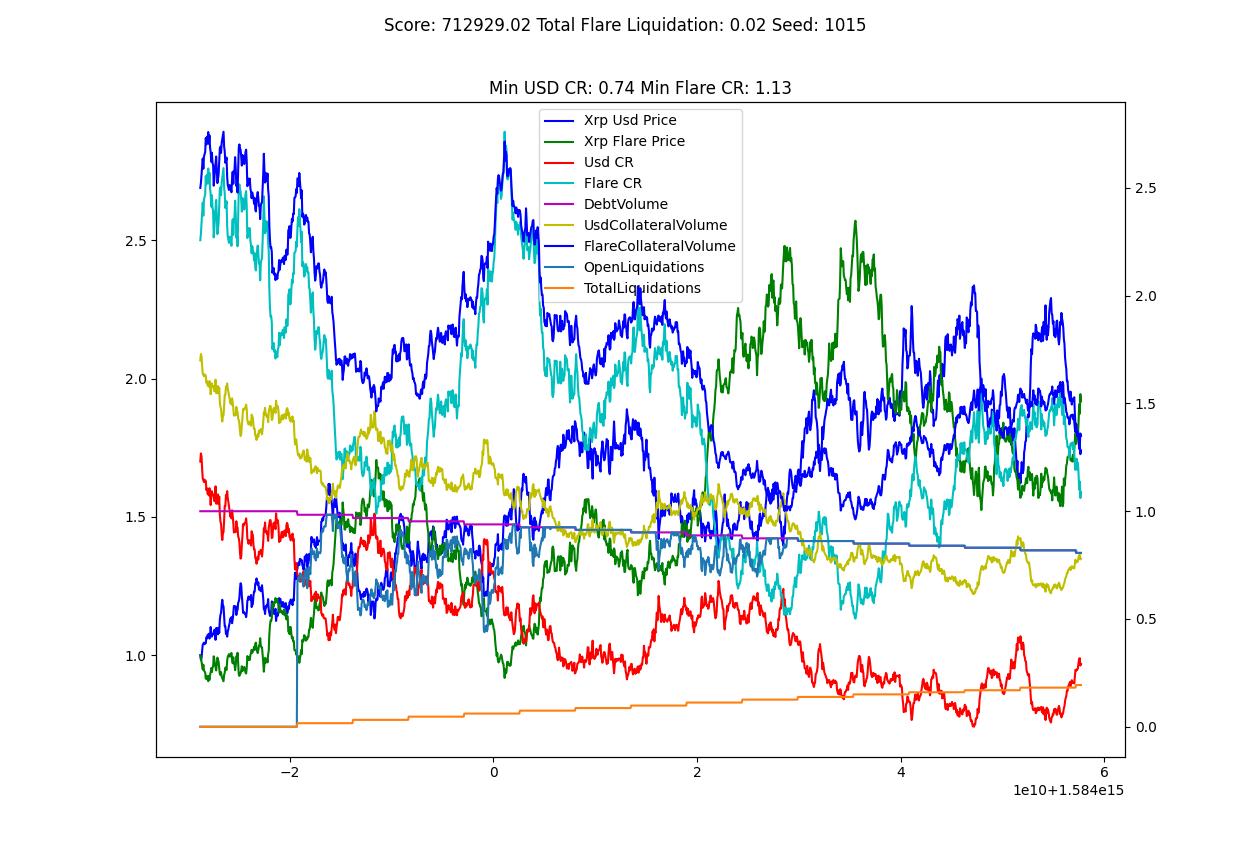 Score: 712929.02 Total Flare Liquidation: 0.02 Seed: 1015
Min USD CR: 0.74 Min Flare CR: 1.13
Xrp Usd Price
Xrp Flare Price
Usd CR
Flare CR
DebtVolume
UsdCollateralVolume
FlareCollateralVolume
OpenLiquidations
TotalLiquidations
2.5
2.0
1.5
1.0
2.5
2.0
1.5
1.0
0.5
0.0
−2 0 2 4 6
1e10+1.584e15